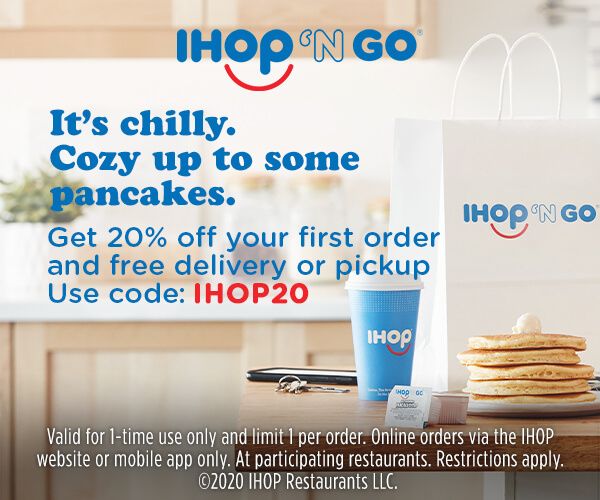 IHOP 'N GO®
It's chilly.
Cozy up to some
pancakes.
Get 20% off your first order
and free delivery or pickup
Use code: IHOP20
IHOP 'N GO
IHOP
IHOP 'N GO
Valid for 1-time use only and limit 1 per order. Online orders via the IHOP
website or mobile app only. At participating restaurants. Restrictions apply.
©2020 IHOP Restaurants LLC.